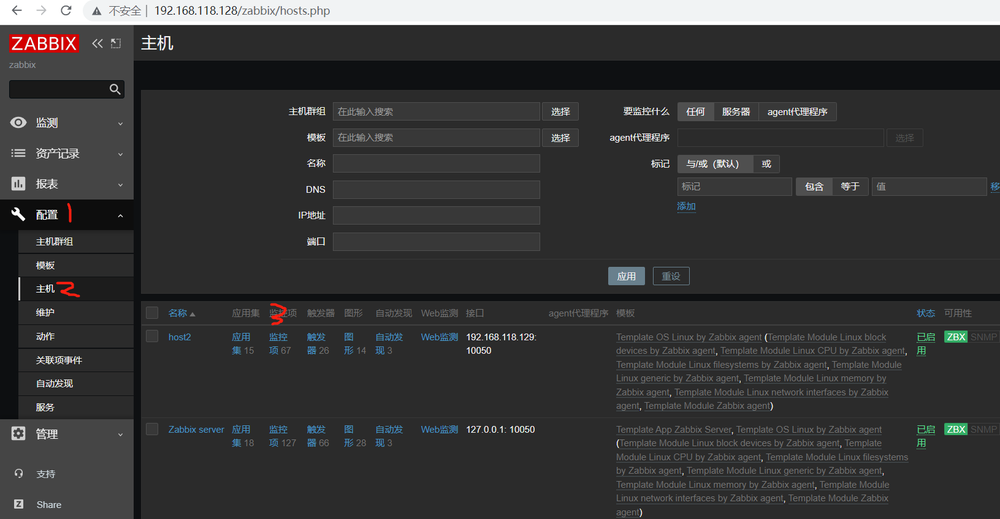 不安全 | 192.168.118.128/zabbix/hosts.php
ZABBIX
zabbix
监测
资产记录
报表
配置 1
主机群组
模板
主机 2
维护
动作
关联项事件
自动发现
服务
管理
支持
Share
主机
主机群组 在此输入搜索 选择
模板 在此输入搜索 选择
名称
DNS
IP地址
端口
要监控什么 任何 服务器 agent代理程序
agent代理程序 选择
标记 与/或（默认） 或
标记 包含 等于 值 移
添加
应用 重设
名称 应用集 监控项 3 触发器 图形 自动发现 Web监测 接口 agent代理程序 模板 状态 可用性
host2 应用 监控 触发 图 自动发 Web监测 192.168.118.129: Template OS Linux by Zabbix agent (Template Module Linux block 已启 ZBX SNMP
集 15 项 67 器 26 形 14 现 3 10050 devices by Zabbix agent, Template Module Linux CPU by Zabbix agent, 用
Template Module Linux filesystems by Zabbix agent, Template Module
Linux generic by Zabbix agent, Template Module Linux memory by
Zabbix agent, Template Module Linux network interfaces by Zabbix
agent, Template Module Zabbix agent)
Zabbix server 应用 监控 触发 图 自动发 Web监测 127.0.0.1: 10050 Template App Zabbix Server, Template OS Linux by Zabbix agent 已启 ZBX SNMP
集 18 项 127 器 66 形 28 现 3 (Template Module Linux block devices by Zabbix agent, Template 用
Module Linux CPU by Zabbix agent, Template Module Linux filesystems
by Zabbix agent, Template Module Linux generic by Zabbix agent,
Template Module Linux memory by Zabbix agent, Template Module
Linux network interfaces by Zabbix agent, Template Module Zabbix
agent)